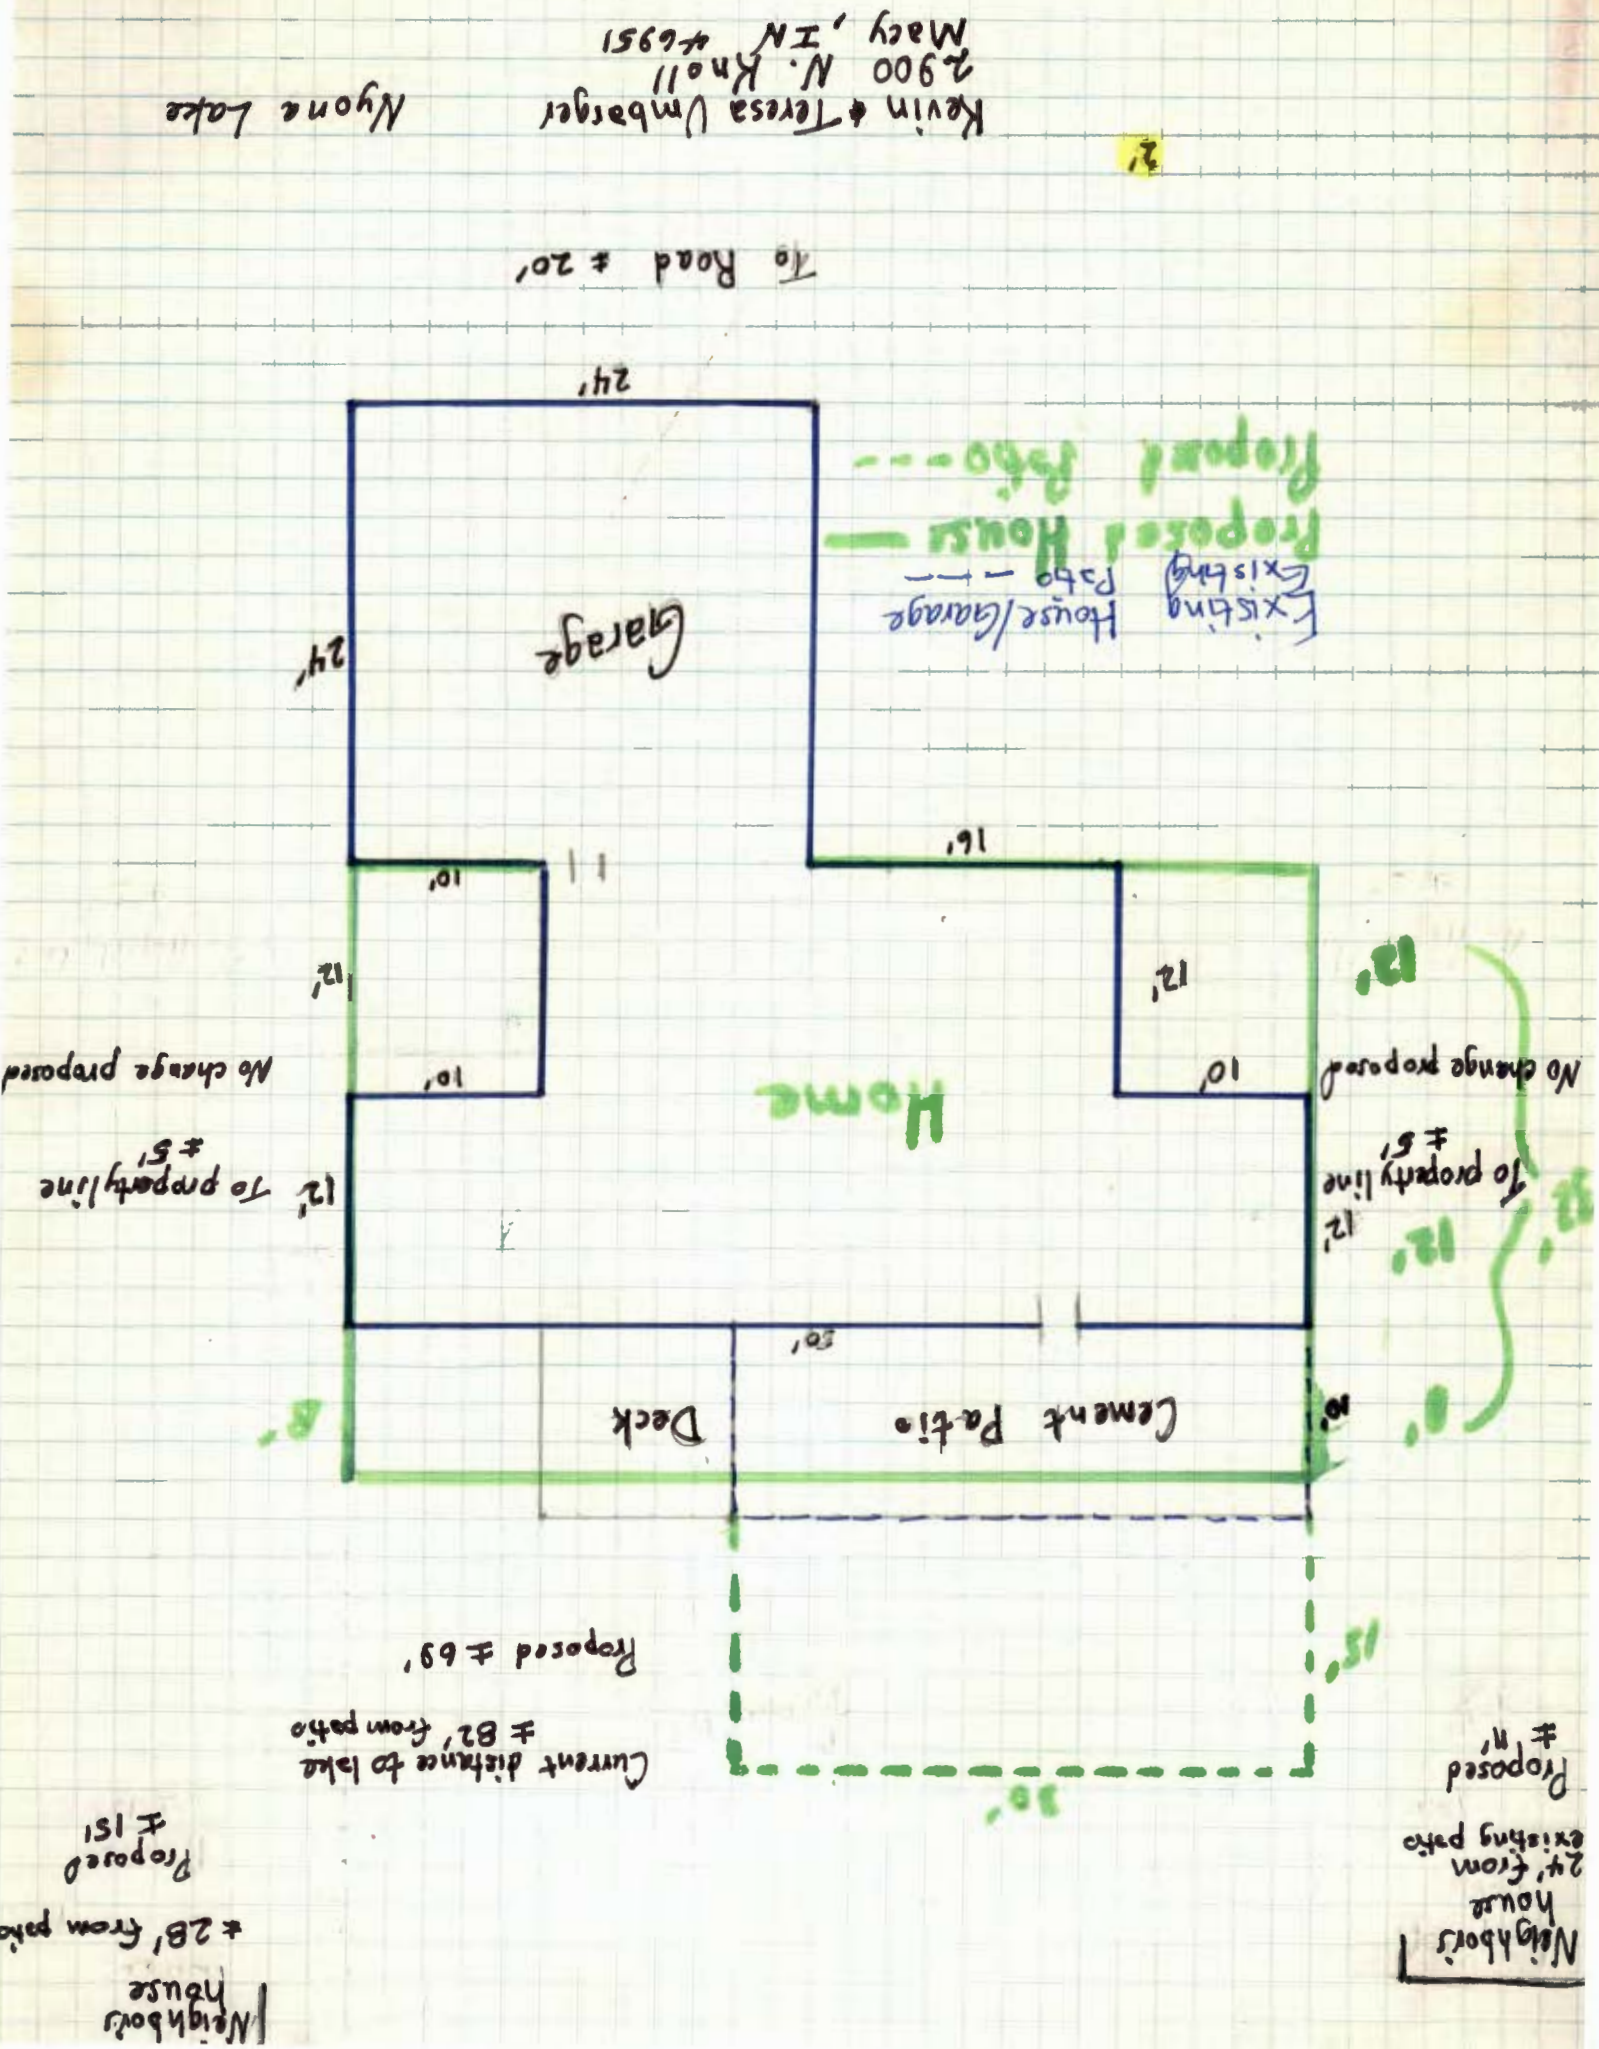 Neighbor's
house
Neighbor's
house
24' from
existing patio
± 28' from patio
Proposed
± 11'
Proposed
± 15'
30'
Current distance to lake
± 82' from patio
15'
Proposed ± 69'
8'
10'
Cement Patio
Deck
8'
50'
32'
12'
12'
To property line
± 5'
12'
To property line
± 5'
No change proposed
10'
Home
10'
No change proposed
12'
12'
12'
16'
10'
Existing House/Garage
Existing Patio - - -
Proposed House —
Proposed Patio - - -
Garage
24'
24'
To Road ± 20'
2'
Kevin & Teresa Umbarger
2900 N. Knoll
Macy, IN 46951
Nyona Lake